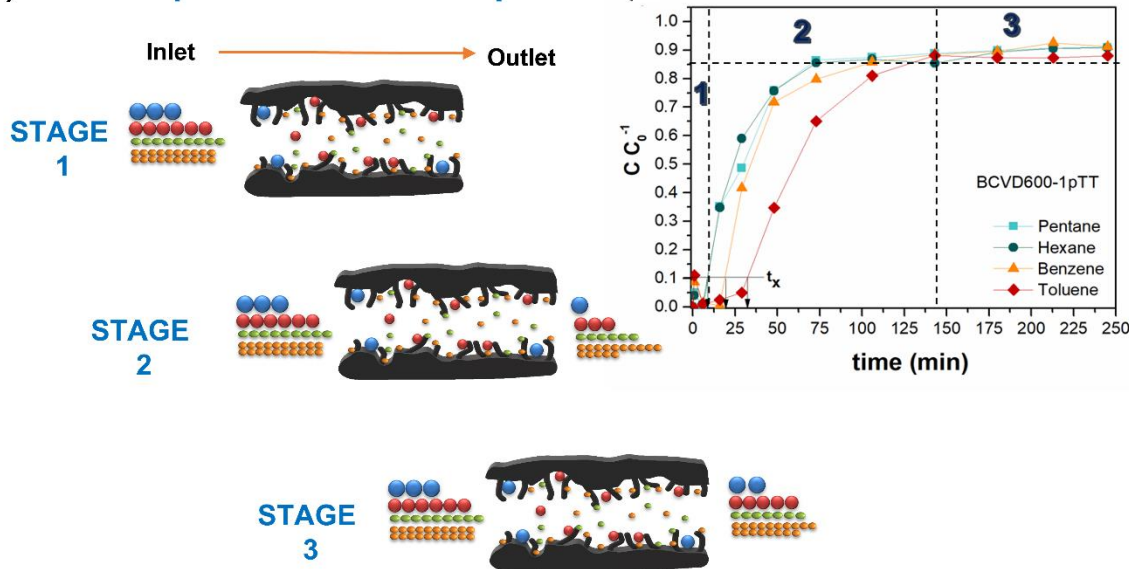 Inlet
Outlet
STAGE
1
STAGE
2
STAGE
3
C C₀⁻¹
1.0
0.9
0.8
0.7
0.6
0.5
0.4
0.3
0.2
0.1
0.0
1
2
3
BCVD600-1pTT
Pentane
Hexane
Benzene
Toluene
tₓ
0 25 50 75 100 125 150 175 200 225 250
time (min)